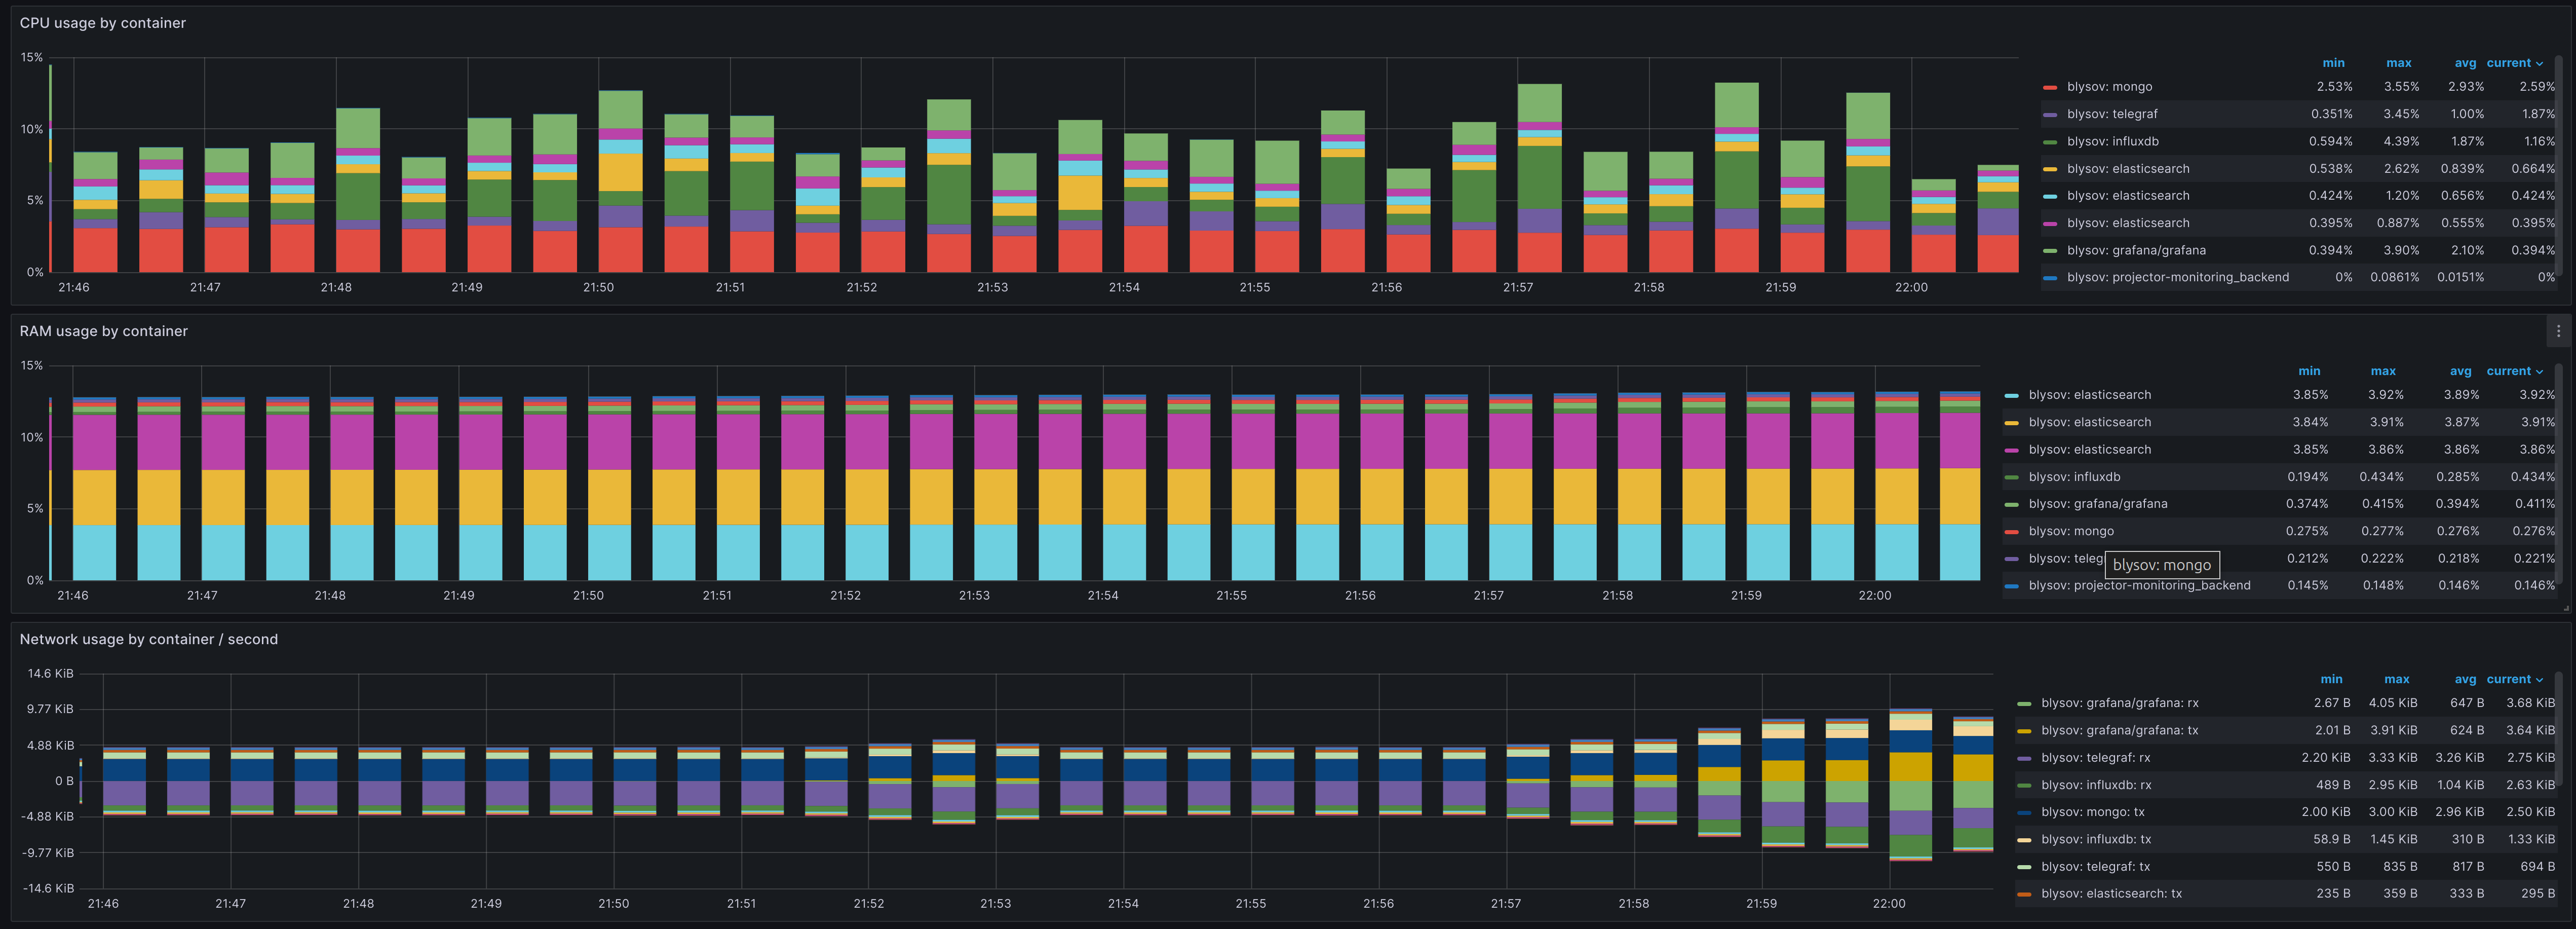 CPU usage by container
15%
10%
5%
0%
21:46 21:47 21:48 21:49 21:50 21:51 21:52 21:53 21:54 21:55 21:56 21:57 21:58 21:59 22:00
min max avg current
blysov: mongo 2.53% 3.55% 2.93% 2.59%
blysov: telegraf 0.351% 3.45% 1.00% 1.87%
blysov: influxdb 0.594% 4.39% 1.87% 1.16%
blysov: elasticsearch 0.538% 2.62% 0.839% 0.664%
blysov: elasticsearch 0.424% 1.20% 0.656% 0.424%
blysov: elasticsearch 0.395% 0.887% 0.555% 0.395%
blysov: grafana/grafana 0.394% 3.90% 2.10% 0.394%
blysov: projector-monitoring_backend 0% 0.0861% 0.0151% 0%
RAM usage by container
15%
10%
5%
0%
21:46 21:47 21:48 21:49 21:50 21:51 21:52 21:53 21:54 21:55 21:56 21:57 21:58 21:59 22:00
min max avg current
blysov: elasticsearch 3.85% 3.92% 3.89% 3.92%
blysov: elasticsearch 3.84% 3.91% 3.87% 3.91%
blysov: elasticsearch 3.85% 3.86% 3.86% 3.86%
blysov: influxdb 0.194% 0.434% 0.285% 0.434%
blysov: grafana/grafana 0.374% 0.415% 0.394% 0.411%
blysov: mongo 0.275% 0.277% 0.276% 0.276%
blysov: teleg 0.212% 0.222% 0.218% 0.221%
blysov: mongo
blysov: projector-monitoring_backend 0.145% 0.148% 0.146% 0.146%
Network usage by container / second
14.6 KiB
9.77 KiB
4.88 KiB
0 B
-4.88 KiB
-9.77 KiB
-14.6 KiB
21:46 21:47 21:48 21:49 21:50 21:51 21:52 21:53 21:54 21:55 21:56 21:57 21:58 21:59 22:00
min max avg current
blysov: grafana/grafana: rx 2.67 B 4.05 KiB 647 B 3.68 KiB
blysov: grafana/grafana: tx 2.01 B 3.91 KiB 624 B 3.64 KiB
blysov: telegraf: rx 2.20 KiB 3.33 KiB 3.26 KiB 2.75 KiB
blysov: influxdb: rx 489 B 2.95 KiB 1.04 KiB 2.63 KiB
blysov: mongo: tx 2.00 KiB 3.00 KiB 2.96 KiB 2.50 KiB
blysov: influxdb: tx 58.9 B 1.45 KiB 310 B 1.33 KiB
blysov: telegraf: tx 550 B 835 B 817 B 694 B
blysov: elasticsearch: tx 235 B 359 B 333 B 295 B